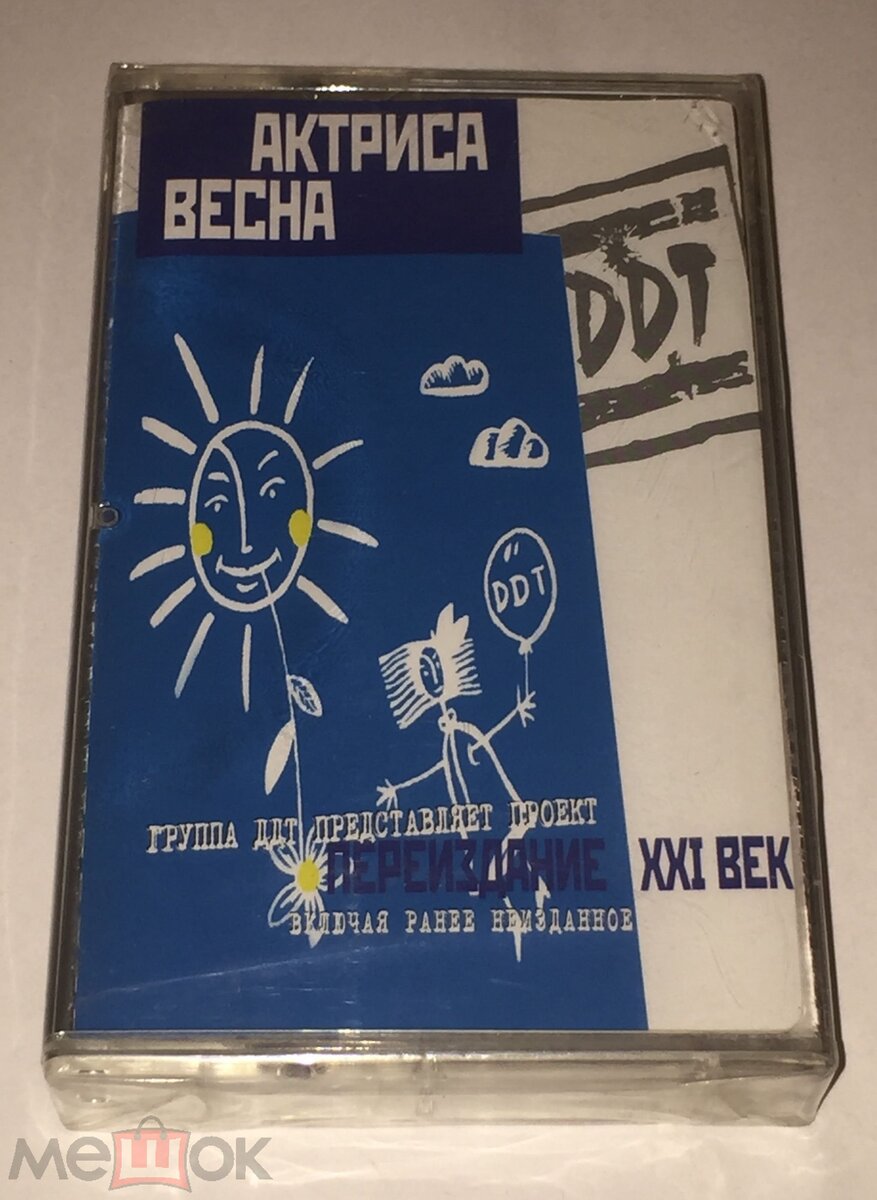 АКТРИСА
ВЕСНА
DDT
DDT
ГРУППА ДДТ ПРЕДСТАВЛЯЕТ ПРОЕКТ
ПЕРЕИЗДАНИЕ XXI ВЕК
ВКЛЮЧАЯ РАНЕЕ НЕИЗДАННОЕ
мешок